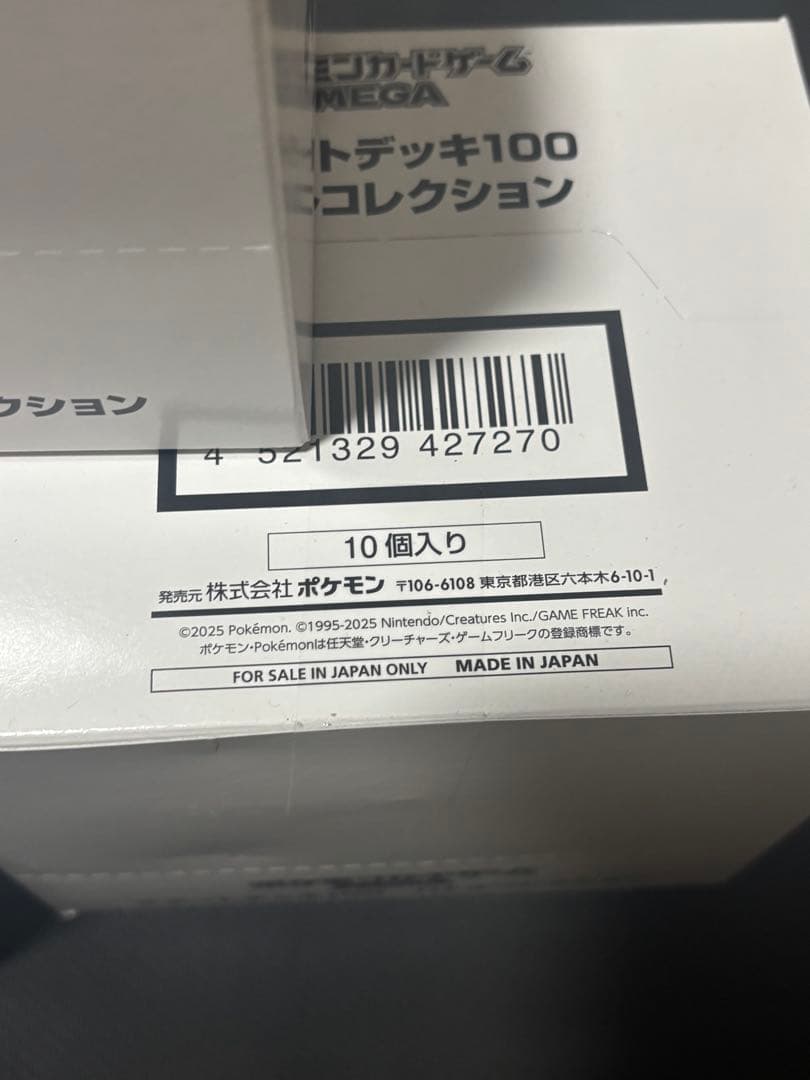 ミンカードゲーム
MEGA
トデッキ100
コレクション
クション
4 521329 427270
10個入り
発売元 株式会社 ポケモン 〒106-6108 東京都港区六本木6-10-1
©2025 Pokémon. ©1995-2025 Nintendo/Creatures Inc./GAME FREAK inc.
ポケモン・Pokémonは任天堂・クリーチャーズ・ゲームフリークの登録商標です。
FOR SALE IN JAPAN ONLY MADE IN JAPAN